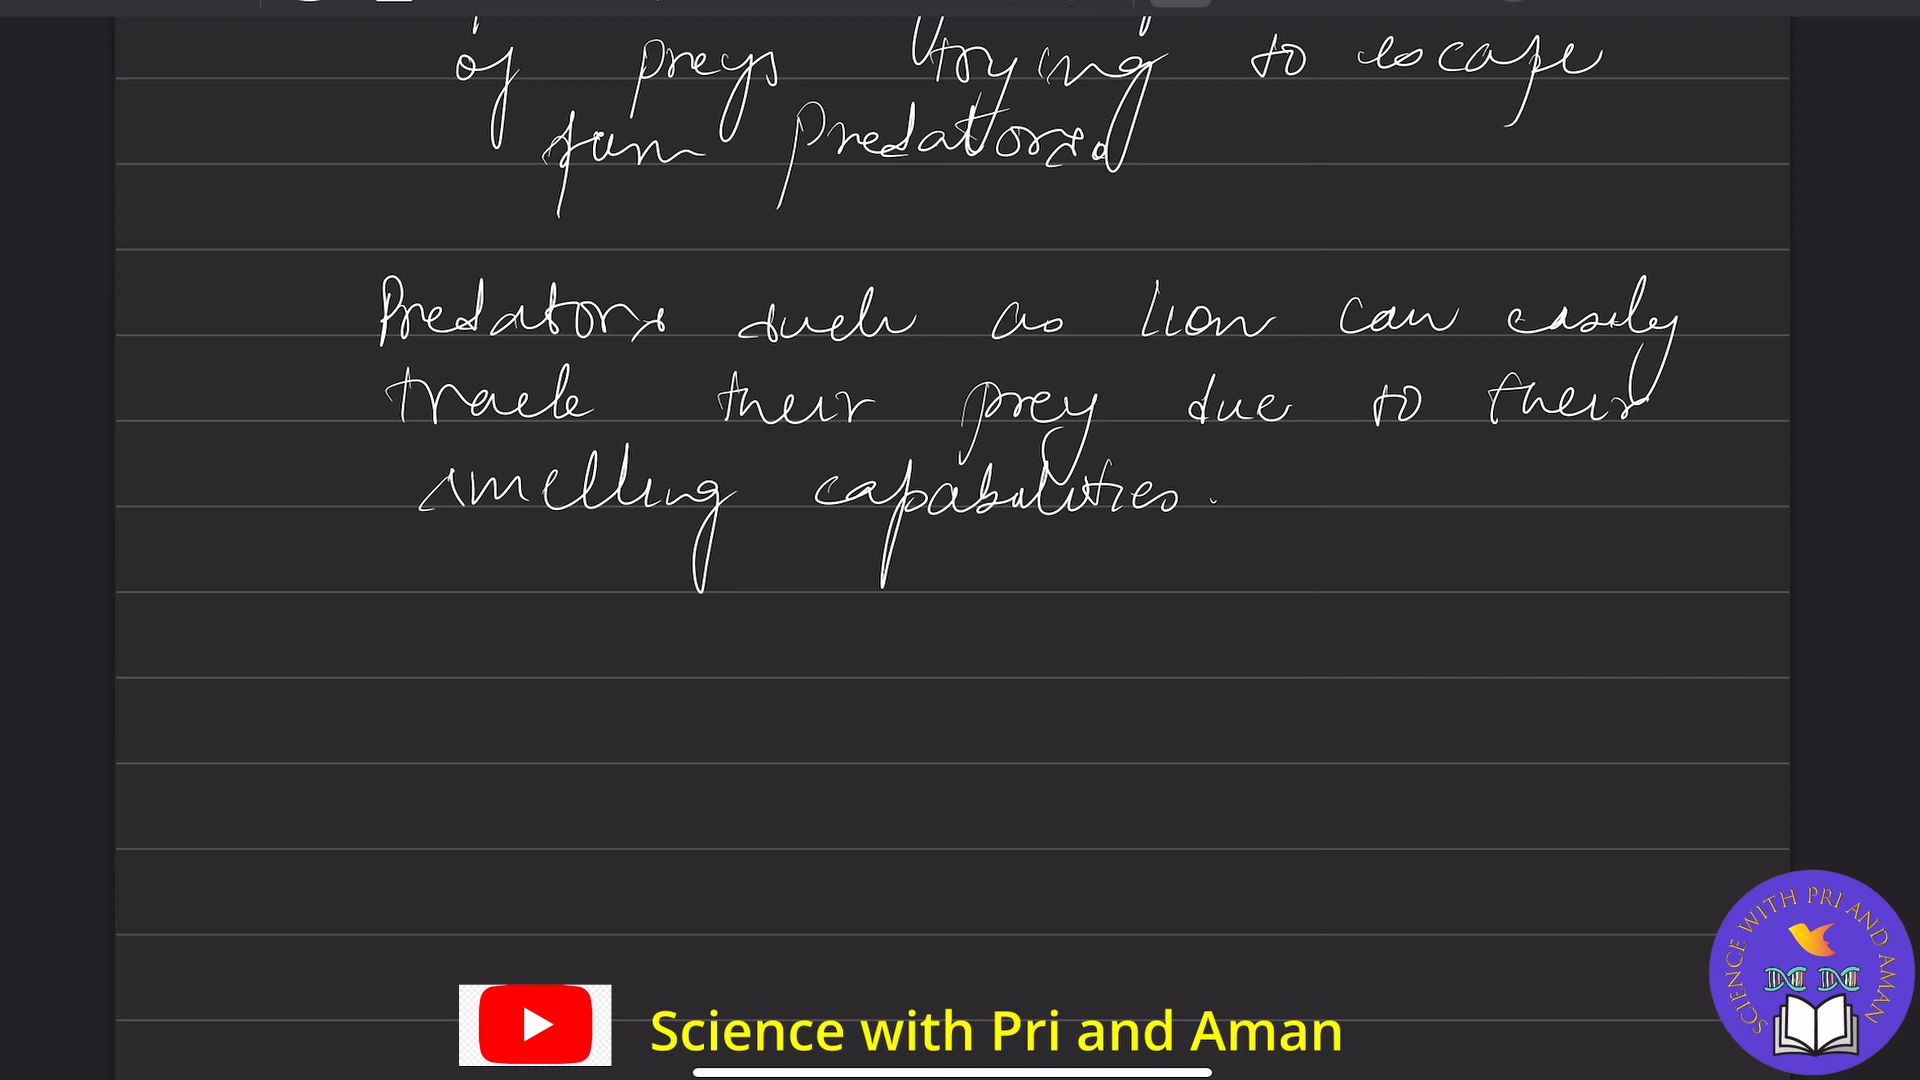 of preys trying to escape
from predators
Predators such as lion can easily
track their prey due to their
smelling capabilities.
SCIENCE WITH PRI AND AMAN
Science with Pri and Aman